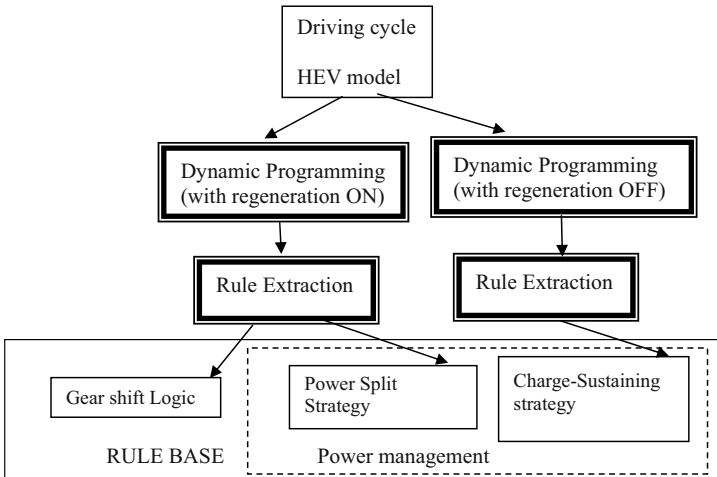 Driving cycle
HEV model
Dynamic Programming
(with regeneration ON)
Dynamic Programming
(with regeneration OFF)
Rule Extraction
Rule Extraction
Gear shift Logic
Power Split
Strategy
Charge-Sustaining
strategy
RULE BASE
Power management